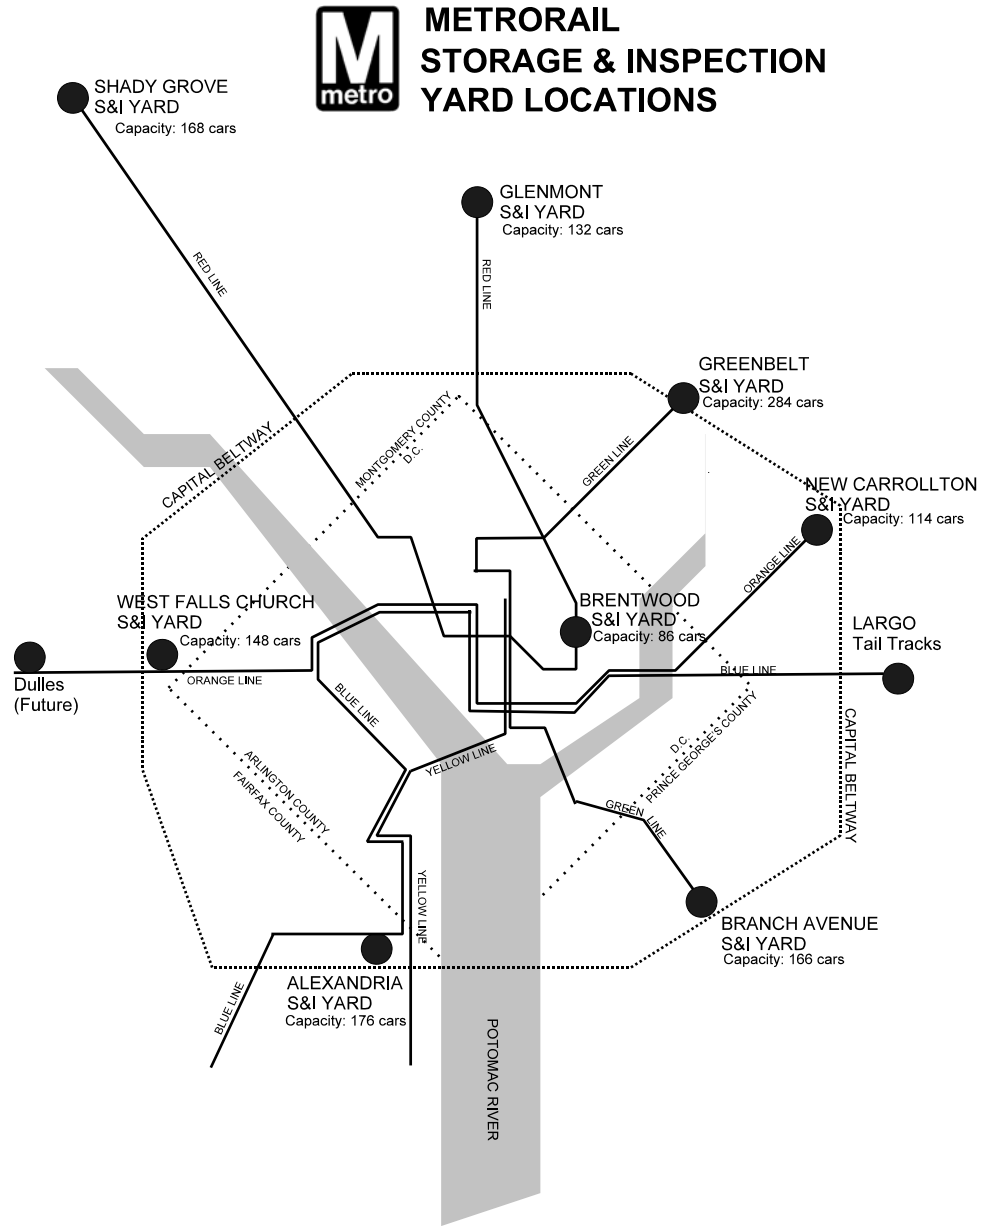 M
metro
METRORAIL
STORAGE & INSPECTION
YARD LOCATIONS
SHADY GROVE
S&I YARD
Capacity: 168 cars
GLENMONT
S&I YARD
Capacity: 132 cars
RED LINE
RED LINE
GREENBELT
S&I YARD
Capacity: 284 cars
MONTGOMERY COUNTY
D.C.
CAPITAL BELTWAY
GREEN LINE
NEW CARROLLTON
S&I YARD
Capacity: 114 cars
ORANGE LINE
WEST FALLS CHURCH
S&I YARD
Capacity: 148 cars
BRENTWOOD
S&I YARD
Capacity: 86 cars
LARGO
Tail Tracks
Dulles
(Future)
ORANGE LINE
BLUE LINE
BLUE LINE
YELLOW LINE
D.C.
PRINCE GEORGE'S COUNTY
CAPITAL BELTWAY
ARLINGTON COUNTY
FAIRFAX COUNTY
GREEN LINE
YELLOW LINE
BRANCH AVENUE
S&I YARD
Capacity: 166 cars
ALEXANDRIA
S&I YARD
Capacity: 176 cars
BLUE LINE
POTOMAC RIVER